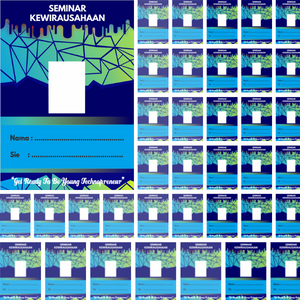 SEMINAR
KEWIRAUSAHAAN
Nama : ................................
Sie : ................................
"Get Ready To Be Young Technopreneur"